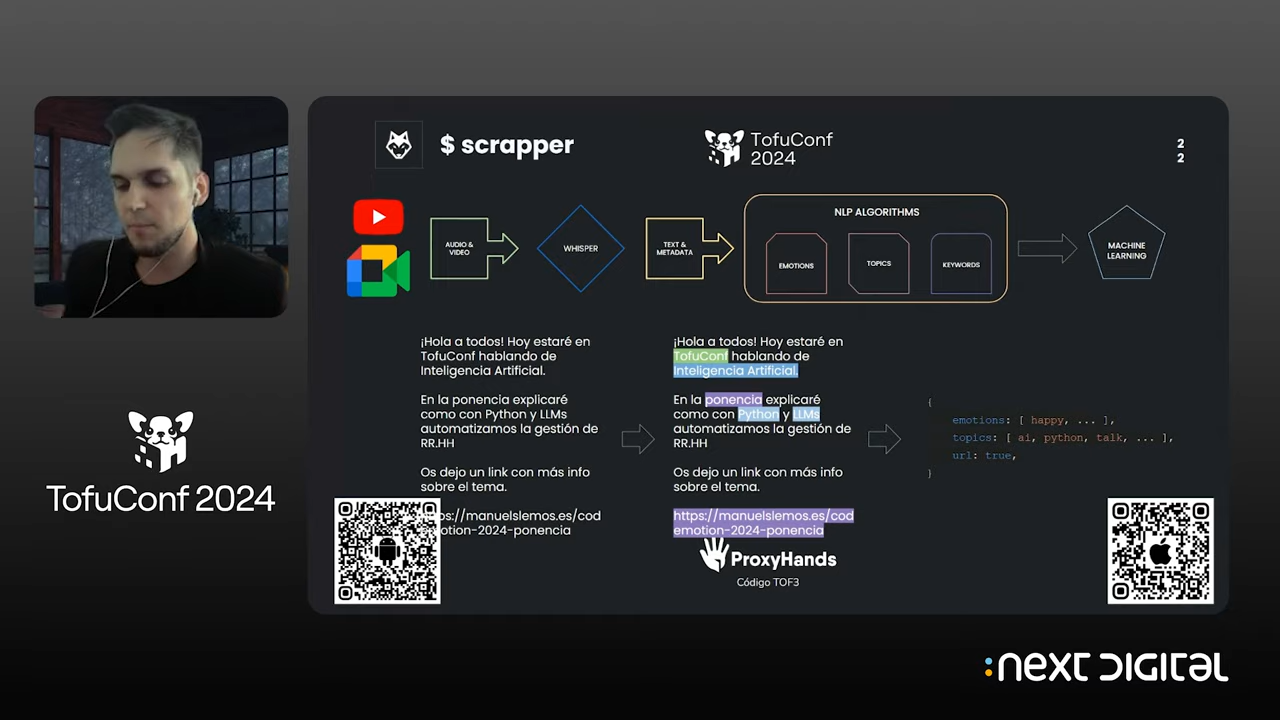 $ scrapper
TofuConf
2024
2
2
AUDIO &
VIDEO
WHISPER
TEXT &
METADATA
NLP ALGORITHMS
EMOTIONS
TOPICS
KEYWORDS
MACHINE
LEARNING
¡Hola a todos! Hoy estaré en
TofuConf hablando de
Inteligencia Artificial.
En la ponencia explicaré
como con Python y LLMs
automatizamos la gestión de
RR.HH
Os dejo un link con más info
sobre el tema.
ps://manuelslemos.es/cod
emotion-2024-ponencia
¡Hola a todos! Hoy estaré en
TofuConf hablando de
Inteligencia Artificial.
En la ponencia explicaré
como con Python y LLMs
automatizamos la gestión de
RR.HH
Os dejo un link con más info
sobre el tema.
https://manuelslemos.es/cod
emotion-2024-ponencia
{
emotions: [ happy, ... ],
topics: [ ai, python, talk, ... ],
url: true,
}
ProxyHands
Código TOF3
TofuConf 2024
:NEXT DIGITAL